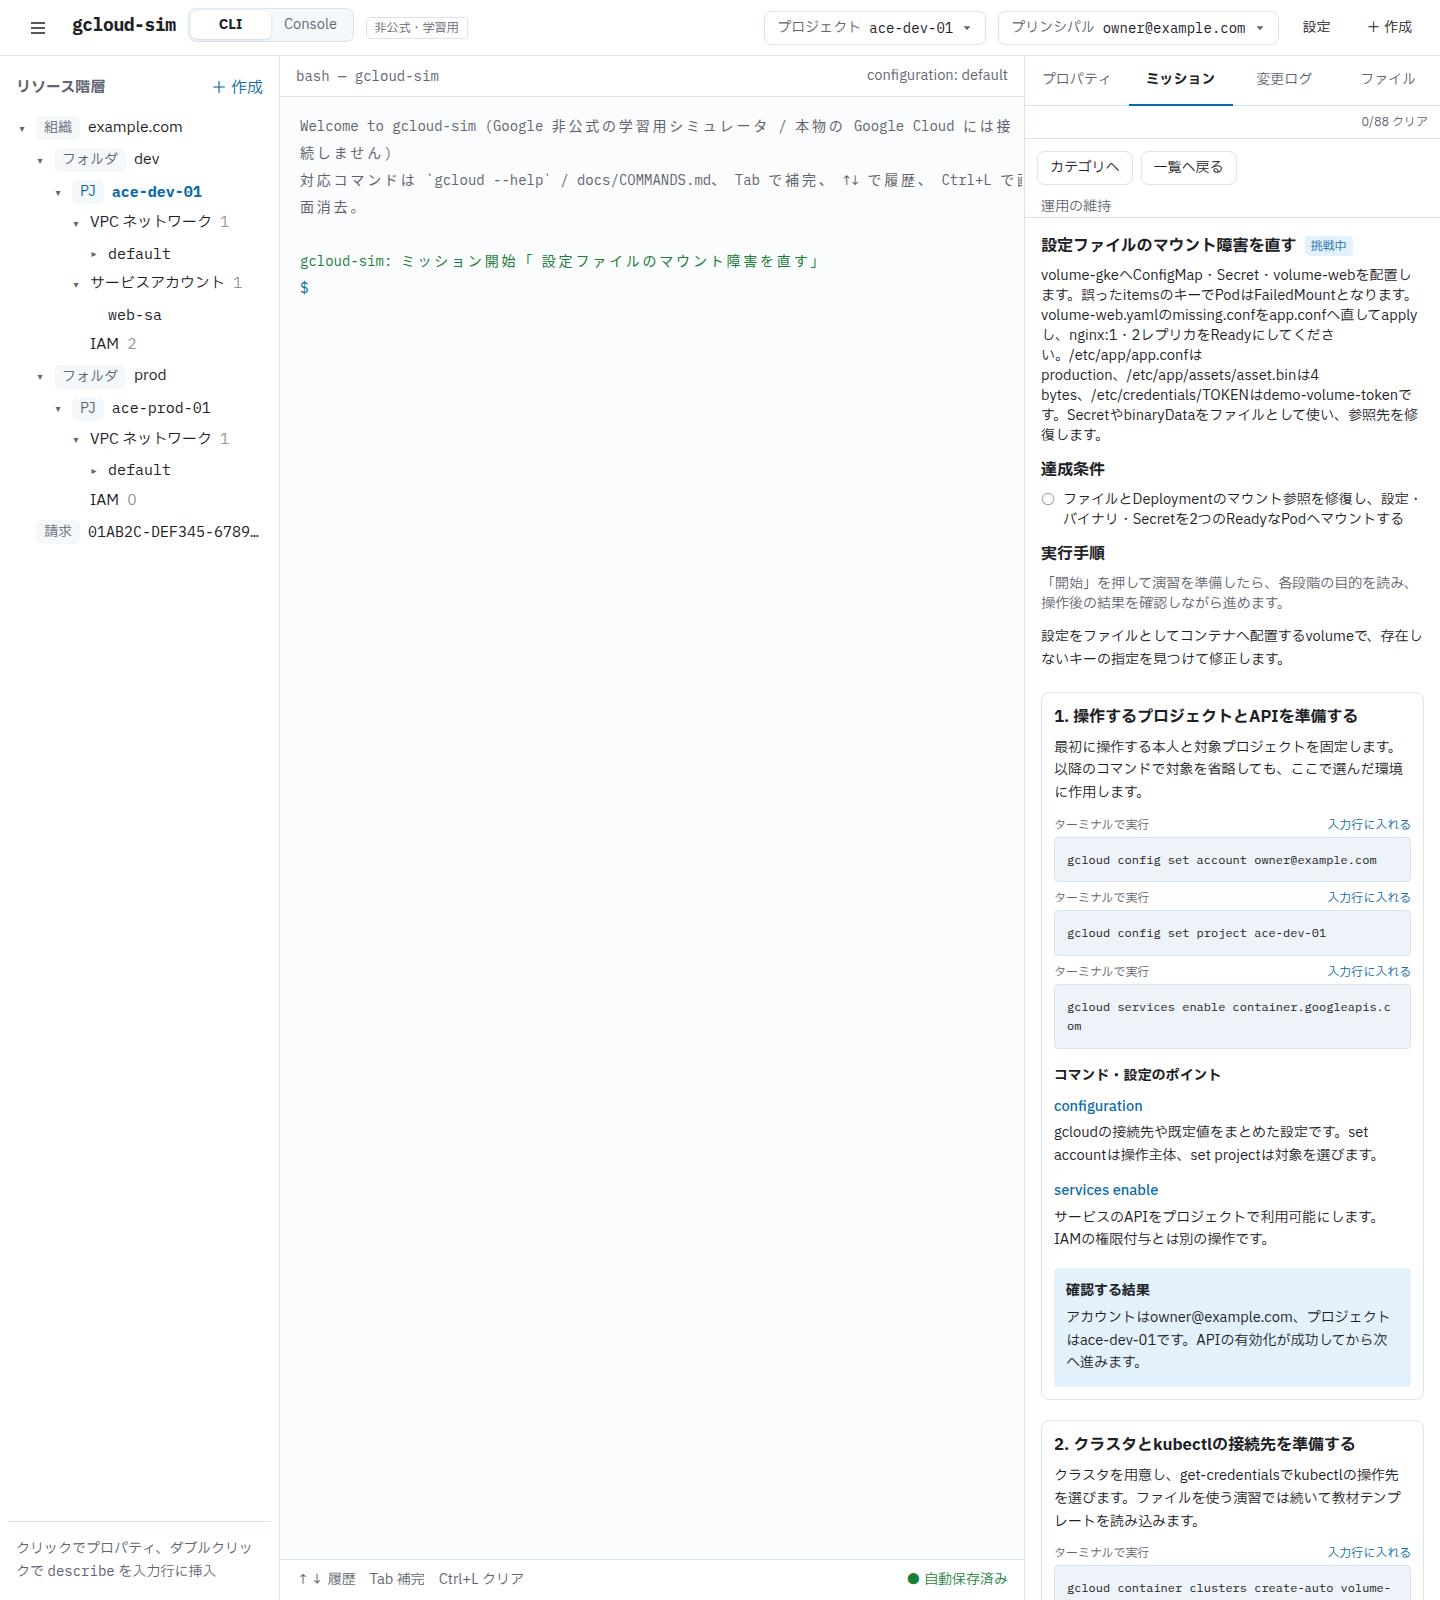 gcloud-sim
CLI
Console
非公式・学習用
プロジェクト ace-dev-01
プリンシパル owner@example.com
設定
＋ 作成
リソース階層
＋ 作成
組織 example.com
フォルダ dev
PJ ace-dev-01
VPC ネットワーク 1
default
サービスアカウント 1
web-sa
IAM 2
フォルダ prod
PJ ace-prod-01
VPC ネットワーク 1
default
IAM 0
請求 01AB2C-DEF345-6789…
クリックでプロパティ、ダブルクリッ
クで describe を入力行に挿入
bash — gcloud-sim
configuration: default
Welcome to gcloud-sim (Google 非公式の学習用シミュレータ / 本物の Google Cloud には接
続しません)
対応コマンドは `gcloud --help` / docs/COMMANDS.md、 Tab で補完、 ↑↓ で履歴、 Ctrl+L で画
面消去。
gcloud-sim: ミッション開始「 設定ファイルのマウント障害を直す」
$
↑ ↓ 履歴 Tab 補完 Ctrl+L クリア
● 自動保存済み
プロパティ
ミッション
変更ログ
ファイル
0/88 クリア
カテゴリへ
一覧へ戻る
運用の維持
設定ファイルのマウント障害を直す 挑戦中
volume-gkeへConfigMap・Secret・volume-webを配置し
ます。誤ったitemsのキーでPodはFailedMountとなります。
volume-web.yamlのmissing.confをapp.confへ直してapply
し、nginx:1・2レプリカをReadyにしてくださ
い。/etc/app/app.confは
production、/etc/app/assets/asset.binは4
bytes、/etc/credentials/TOKENはdemo-volume-tokenで
す。SecretやbinaryDataをファイルとして使い、参照先を修
復します。
達成条件
〇 ファイルとDeploymentのマウント参照を修復し、設定・
バイナリ・Secretを2つのReadyなPodへマウントする
実行手順
「開始」を押して演習を準備したら、各段階の目的を読み、
操作後の結果を確認しながら進めます。
設定をファイルとしてコンテナへ配置するvolumeで、存在し
ないキーの指定を見つけて修正します。
1. 操作するプロジェクトとAPIを準備する
最初に操作する本人と対象プロジェクトを固定します。
以降のコマンドで対象を省略しても、ここで選んだ環境
に作用します。
ターミナルで実行 入力行に入れる
gcloud config set account owner@example.com
ターミナルで実行 入力行に入れる
gcloud config set project ace-dev-01
ターミナルで実行 入力行に入れる
gcloud services enable container.googleapis.c
om
コマンド・設定のポイント
configuration
gcloudの接続先や既定値をまとめた設定です。set
accountは操作主体、set projectは対象を選びます。
services enable
サービスのAPIをプロジェクトで利用可能にします。
IAMの権限付与とは別の操作です。
確認する結果
アカウントはowner@example.com、プロジェクト
はace-dev-01です。APIの有効化が成功してから次
へ進みます。
2. クラスタとkubectlの接続先を準備する
クラスタを用意し、get-credentialsでkubectlの操作先
を選びます。ファイルを使う演習では続いて教材テンプ
レートを読み込みます。
ターミナルで実行 入力行に入れる
gcloud container clusters create-auto volume-